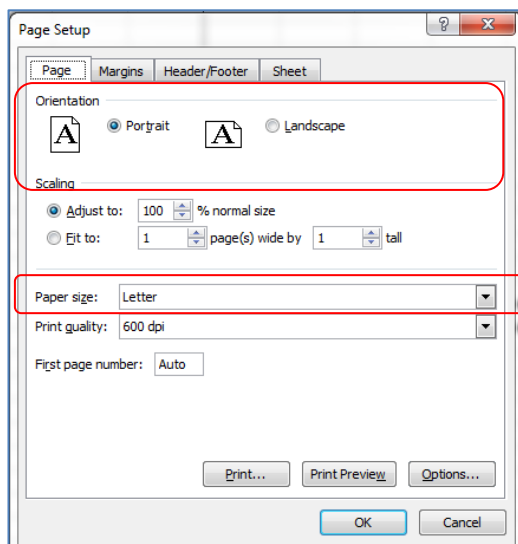 Page Setup
Page Margins Header/Footer Sheet
Orientation
A Portrait A Landscape
Scaling
Adjust to: 100 % normal size
Fit to: 1 page(s) wide by 1 tall
Paper size: Letter
Print quality: 600 dpi
First page number: Auto
Print... Print Preview Options...
OK Cancel